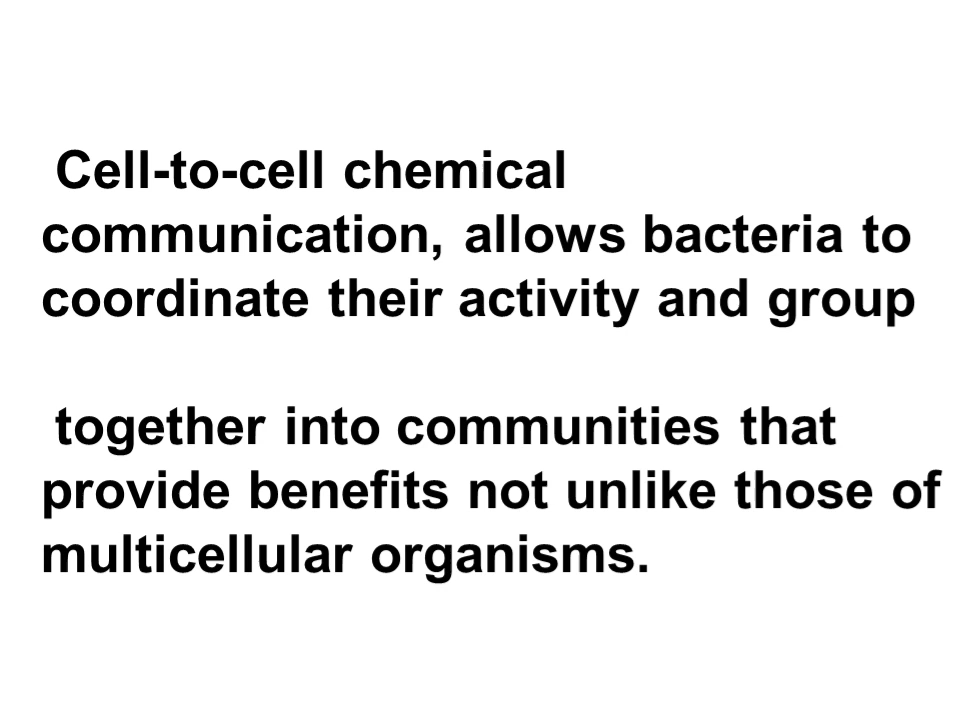 Cell-to-cell chemical
communication, allows bacteria to
coordinate their activity and group
together into communities that
provide benefits not unlike those of
multicellular organisms.